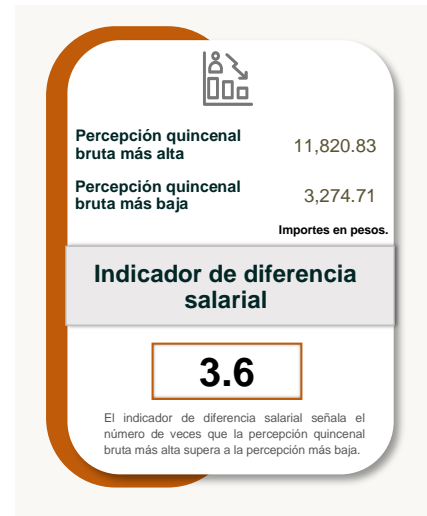 Percepción quincenal
bruta más alta
11,820.83
Percepción quincenal
bruta más baja
3,274.71
Importes en pesos.
Indicador de diferencia
salarial
3.6
El indicador de diferencia salarial señala el
número de veces que la percepción quincenal
bruta más alta supera a la percepción más baja.